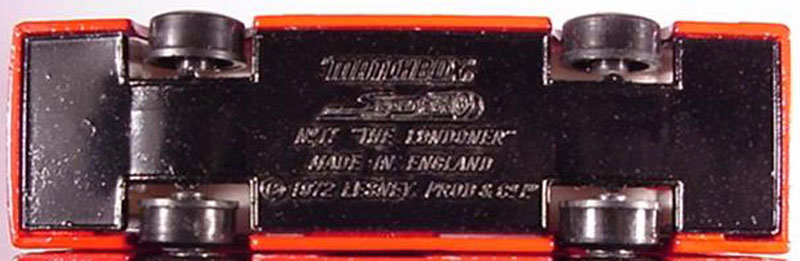 "MATCHBOX"
Superfast
No 17 "THE LONDONER"
MADE IN ENGLAND
© 1972 LESNEY PROD & Co LTD